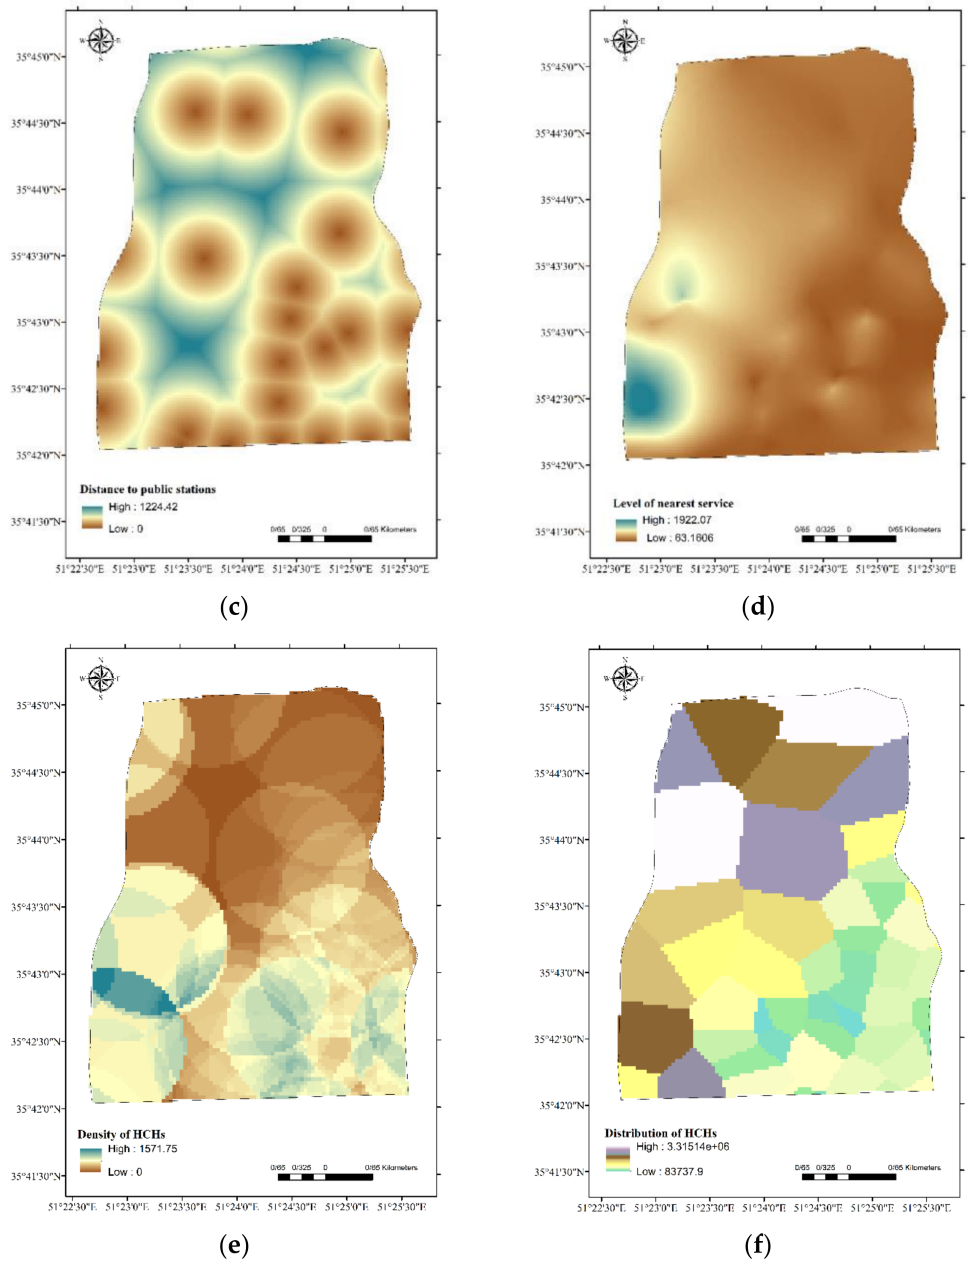 N
W E
S
35°45'0"N
35°44'30"N
35°44'0"N
35°43'30"N
35°43'0"N
35°42'30"N
35°42'0"N
35°41'30"N
Distance to public stations
High : 1224.42
Low : 0
0/65 0/325 0 0/65 Kilometers
51°22'30"E 51°23'0"E 51°24'0"E 51°24'30"E 51°25'0"E 51°25'30"E
(c)
N
W E
S
35°45'0"N
35°44'30"N
35°44'0"N
35°43'30"N
35°43'0"N
35°42'30"N
35°42'0"N
35°41'30"N
Level of nearest service
High : 1922.07
Low : 63.1606
0/65 0/325 0 0/65 Kilometers
51°22'30"E 51°23'0"E 51°23'30"E 51°24'0"E 51°24'30"E 51°25'0"E 51°25'30"E
(d)
N
W E
S
35°45'0"N
35°44'30"N
35°44'0"N
35°43'30"N
35°43'0"N
35°42'30"N
35°42'0"N
35°41'30"N
Density of HCHs
High : 1571.75
Low : 0
0/65 0/325 0 0/65 Kilometers
51°22'30"E 51°23'0"E 51°23'30"E 51°24'0"E 51°24'30"E 51°25'0"E 51°25'30"E
(e)
N
W E
S
35°45'0"N
35°44'30"N
35°44'0"N
35°43'30"N
35°43'0"N
35°42'30"N
35°42'0"N
35°41'30"N
Distribution of HCHs
High : 3.31514e+06
Low : 83737.9
0/65 0/325 0 0/65 Kilometers
51°22'30"E 51°23'0"E 51°23'30"E 51°24'0"E 51°24'30"E 51°25'0"E 51°25'30"E
(f)